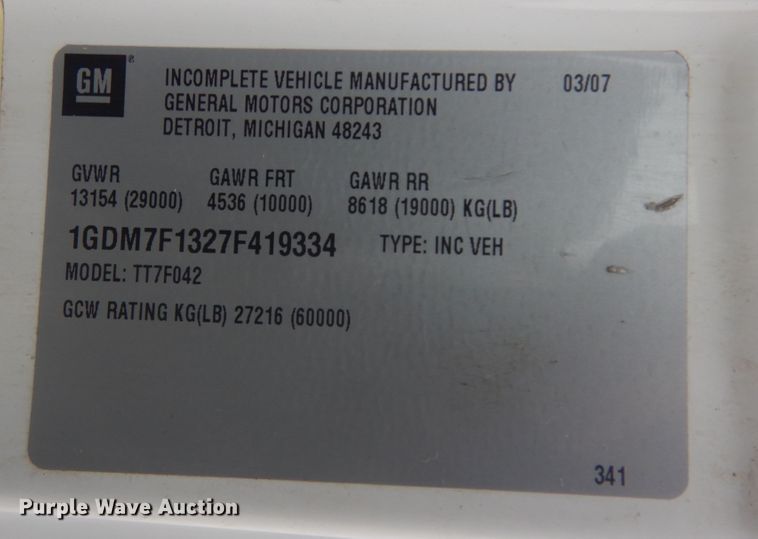 GM ®
INCOMPLETE VEHICLE MANUFACTURED BY 03/07
GENERAL MOTORS CORPORATION
DETROIT, MICHIGAN 48243
GVWR GAWR FRT GAWR RR
13154 (29000) 4536 (10000) 8618 (19000) KG(LB)
1GDM7F1327F419334 TYPE: INC VEH
MODEL: TT7F042
GCW RATING KG(LB) 27216 (60000)
341
Purple Wave Auction